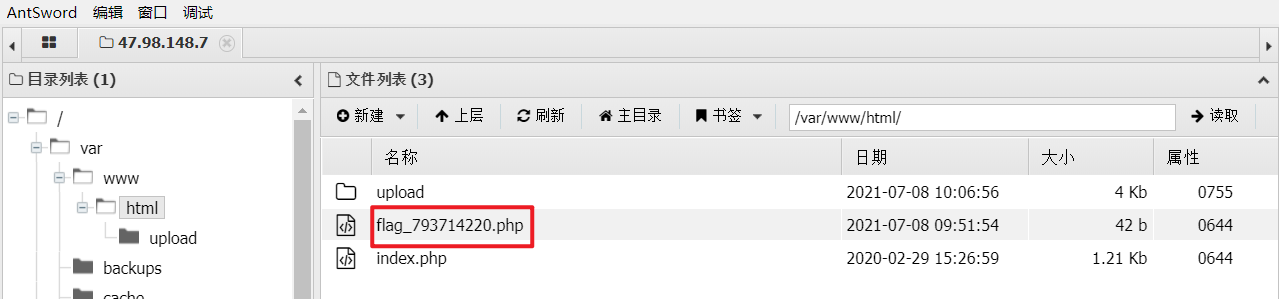 AntSword 编辑 窗口 调试
47.98.148.7
目录列表 (1)
/
var
www
html
upload
backups
cache
文件列表 (3)
新建 上层 刷新 主目录 书签 /var/www/html/ 读取
名称 日期 大小 属性
upload 2021-07-08 10:06:56 4 Kb 0755
flag_793714220.php 2021-07-08 09:51:54 42 b 0644
index.php 2020-02-29 15:26:59 1.21 Kb 0644